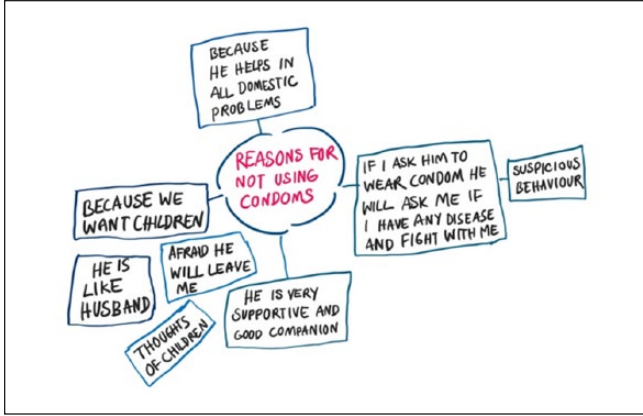 BECAUSE
HE HELPS IN
ALL DOMESTIC
PROBLEMS
REASONS FOR
NOT USING
CONDOMS
IF I ASK HIM TO
WEAR CONDOM HE
WILL ASK ME IF
I HAVE ANY DISEASE
AND FIGHT WITH ME
SUSPICIOUS
BEHAVIOUR
BECAUSE WE
WANT CHILDREN
AFRAID HE
WILL LEAVE
ME
HE IS
LIKE
HUSBAND
HE IS VERY
SUPPORTIVE AND
GOOD COMPANION
THOUGHTS
OF CHILDREN